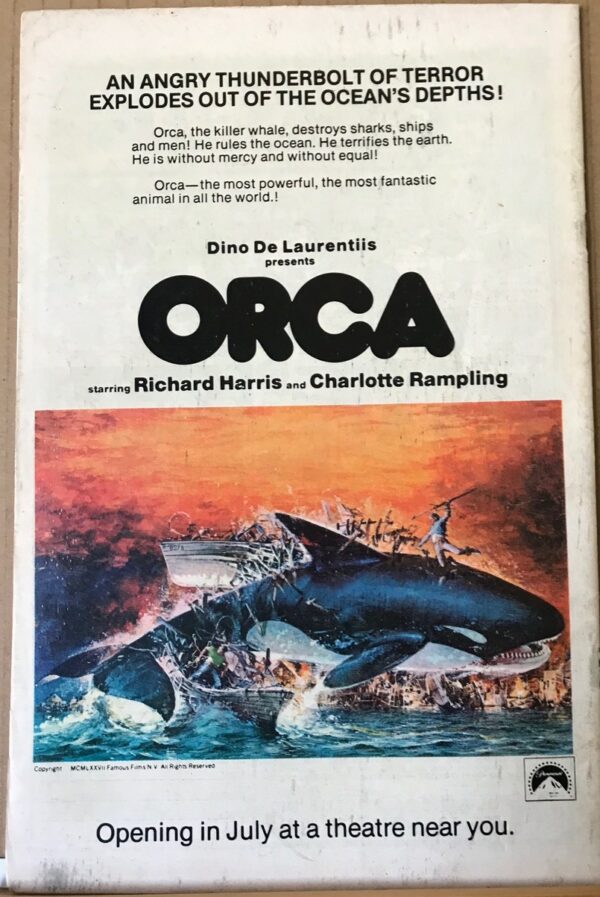 AN ANGRY THUNDERBOLT OF TERROR
EXPLODES OUT OF THE OCEAN'S DEPTHS!
Orca, the killer whale, destroys sharks, ships
and men! He rules the ocean. He terrifies the earth.
He is without mercy and without equal!
Orca—the most powerful, the most fantastic
animal in all the world.!
Dino De Laurentiis
presents
ORCA
starring Richard Harris and Charlotte Rampling
Copyright MCMLXXVII Famous Films N V All Rights Reserved
Paramount
Opening in July at a theatre near you.